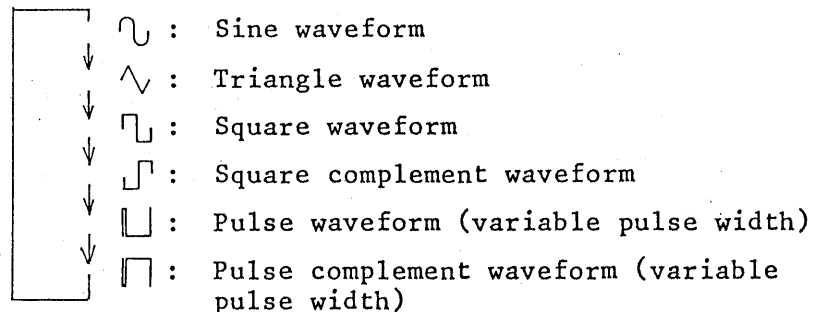 : Sine waveform
: Triangle waveform
: Square waveform
: Square complement waveform
: Pulse waveform (variable pulse width)
: Pulse complement waveform (variable
pulse width)